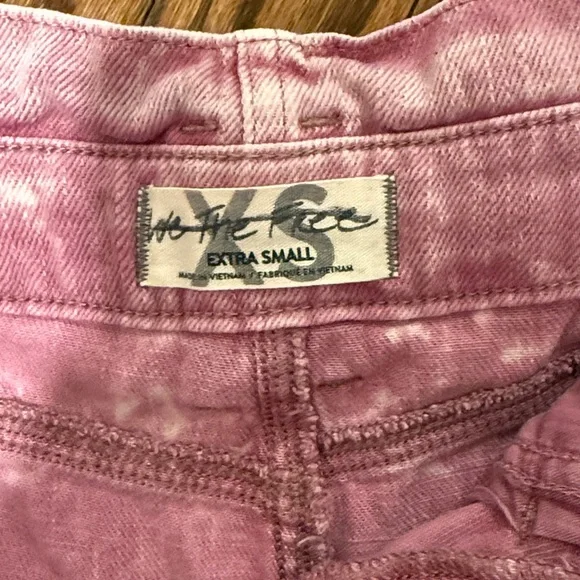 XS
We The Free
EXTRA SMALL
MADE IN VIETNAM / FABRIQUÉ EN VIETNAM